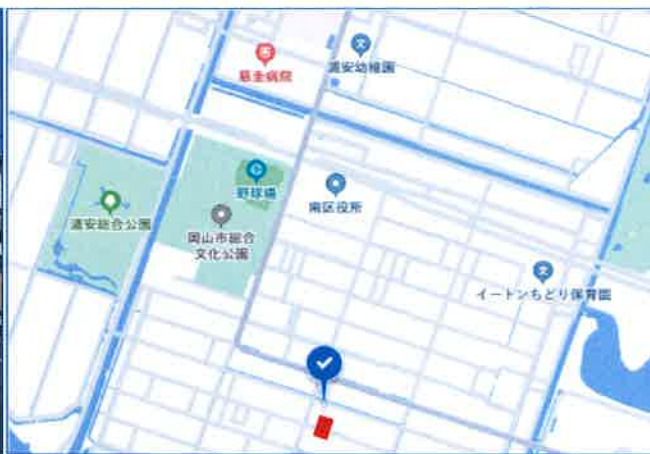 慈圭病院
浦安幼稚園
野球場
南区役所
浦安総合公園
岡山市総合
文化公園
イートンちどり保育園